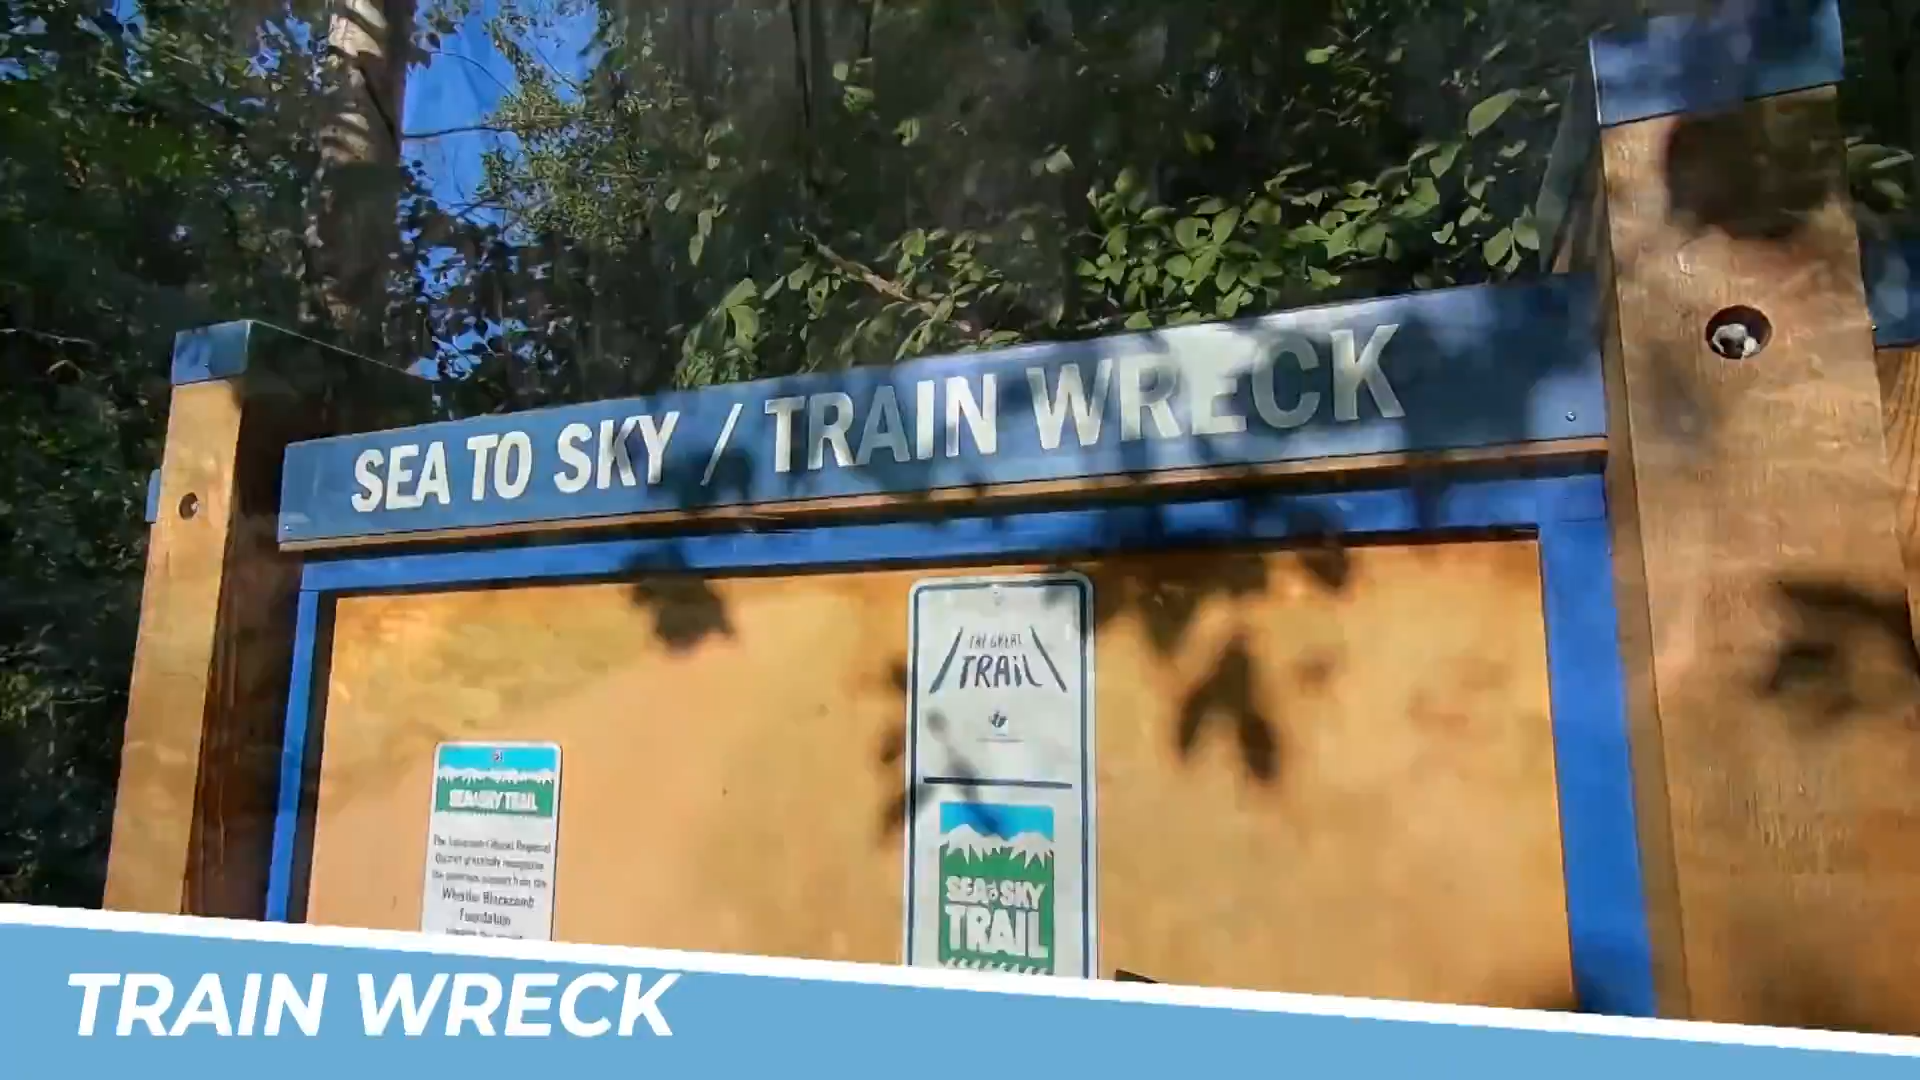 SEA TO SKY / TRAIN WRECK
THE GREAT
TRAIL
SEA TO SKY TRAIL
The Squamish-Lillooet Regional
District gratefully recognizes
the generous support from the
Whistler Blackcomb
Foundation
SEA TO SKY
TRAIL
TRAIN WRECK